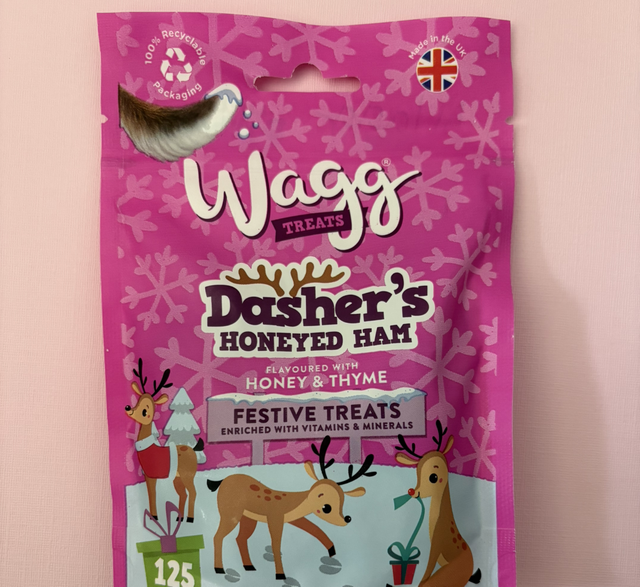 100% Recyclable
Packaging
Made in the UK
Wagg®
TREATS
Dasher's
HONEYED HAM
FLAVOURED WITH
HONEY & THYME
FESTIVE TREATS
ENRICHED WITH VITAMINS & MINERALS
125